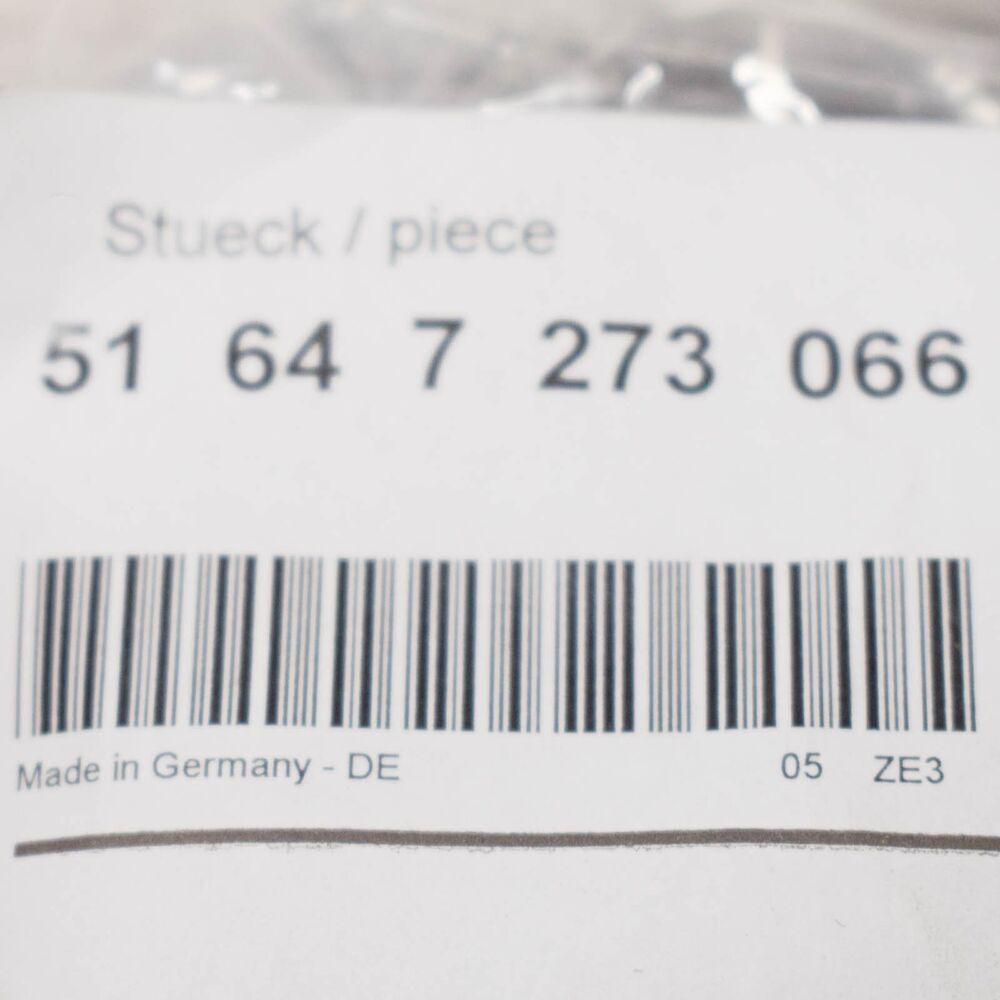 Stueck / piece
51 64 7 273 066
Made in Germany - DE 05 ZE3